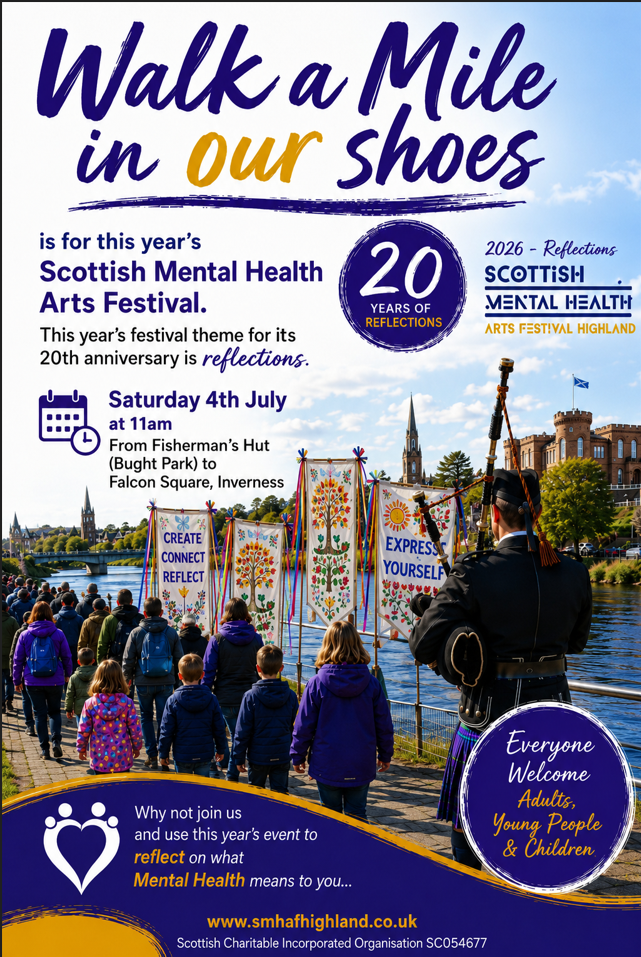 Walk a Mile
in our shoes
is for this year's
Scottish Mental Health
Arts Festival.
This year's festival theme for its
20th anniversary is reflections.
20
YEARS OF
REFLECTIONS
2026 - Reflections
SCOTTiSH
MENTAL HEALTH
ARTS FEST!VAL HIGHLAND
Saturday 4th July
at 11am
From Fisherman's Hut
(Bught Park) to
Falcon Square, Inverness
CREATE
CONNECT
REFLECT
EXPRESS
YOURSELF
Everyone
Welcome
Adults,
Young People
& Children
Why not join us
and use this year's event to
reflect on what
Mental Health means to you...
www.smhafhighland.co.uk
Scottish Charitable Incorporated Organisation SC054677